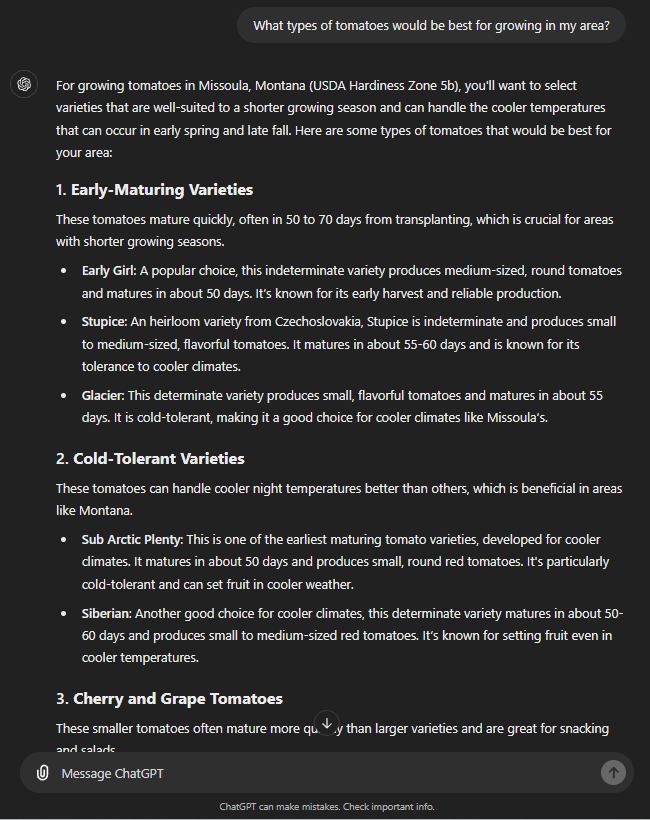 What types of tomatoes would be best for growing in my area?
For growing tomatoes in Missoula, Montana (USDA Hardiness Zone 5b), you'll want to select
varieties that are well-suited to a shorter growing season and can handle the cooler temperatures
that can occur in early spring and late fall. Here are some types of tomatoes that would be best for
your area:
1. Early-Maturing Varieties
These tomatoes mature quickly, often in 50 to 70 days from transplanting, which is crucial for areas
with shorter growing seasons.
• Early Girl: A popular choice, this indeterminate variety produces medium-sized, round tomatoes
and matures in about 50 days. It's known for its early harvest and reliable production.
• Stupice: An heirloom variety from Czechoslovakia, Stupice is indeterminate and produces small
to medium-sized, flavorful tomatoes. It matures in about 55-60 days and is known for its
tolerance to cooler climates.
• Glacier: This determinate variety produces small, flavorful tomatoes and matures in about 55
days. It is cold-tolerant, making it a good choice for cooler climates like Missoula's.
2. Cold-Tolerant Varieties
These tomatoes can handle cooler night temperatures better than others, which is beneficial in areas
like Montana.
• Sub Arctic Plenty: This is one of the earliest maturing tomato varieties, developed for cooler
climates. It matures in about 50 days and produces small, round red tomatoes. It's particularly
cold-tolerant and can set fruit in cooler weather.
• Siberian: Another good choice for cooler climates, this determinate variety matures in about 50-
60 days and produces small to medium-sized red tomatoes. It's known for setting fruit even in
cooler temperatures.
3. Cherry and Grape Tomatoes
These smaller tomatoes often mature more than larger varieties and are great for snacking
and salads
Message ChatGPT
ChatGPT can make mistakes. Check important info.